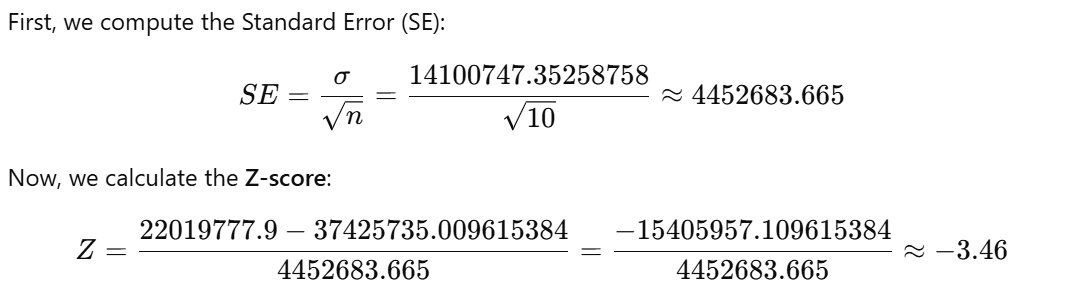 First, we compute the Standard Error (SE):
SE = σ/√n = 14100747.35258758/√10 ≈ 4452683.665
Now, we calculate the Z-score:
Z = 22019777.9 − 37425735.009615384/4452683.665 = −15405957.109615384/4452683.665 ≈ −3.46